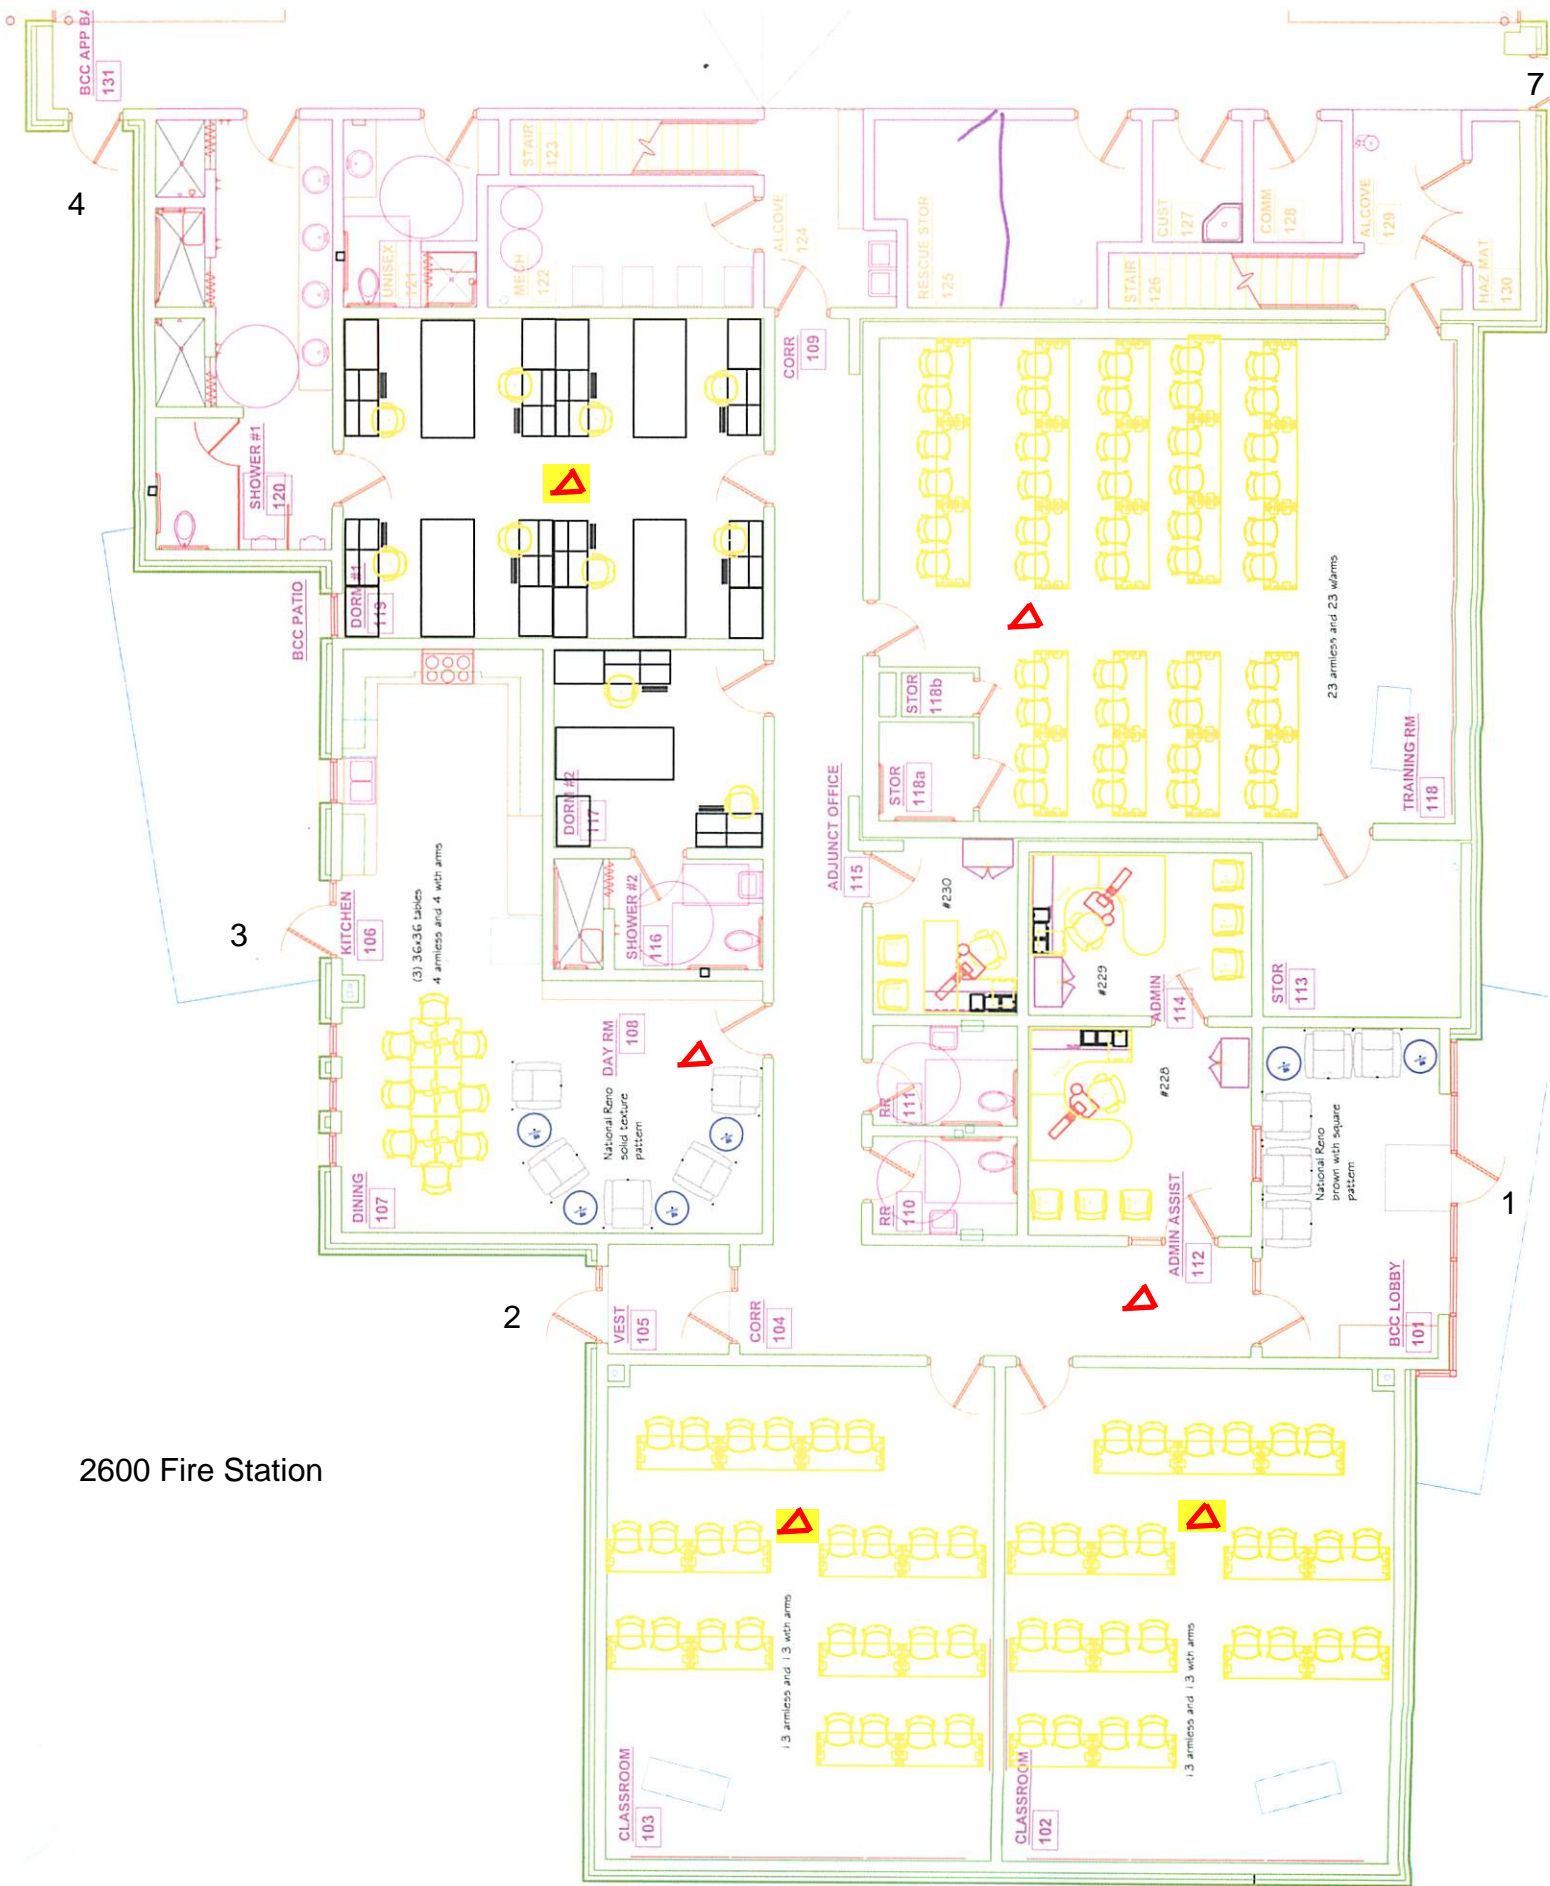 BCC APP BA
131
7
4
STAIR
123
UNISEX
121
MECH
122
ALCOVE
124
RESCUE STOR
125
CUST
127
COMM
128
ALCOVE
129
STAIR
126
HAZ MAT
130
CORR
109
SHOWER #1
120
BCC PATIO
DORM #1
119
23 armless and 23 w/arms
STOR
118b
STOR
118a
TRAINING RM
118
DORM #2
117
ADJUNCT OFFICE
115
3
KITCHEN
106
(3) 36x36 tables
4 armless and 4 with arms
SHOWER #2
116
#230
#229
ADMIN
114
STOR
113
DAY RM
108
National Reno
solid texture
pattern
RR
111
#228
National Reno
brown with square
pattern
DINING
107
RR
110
ADMIN ASSIST
112
1
2
VEST
105
CORR
104
BCC LOBBY
101
2600 Fire Station
13 armless and 13 with arms
13 armless and 13 with arms
CLASSROOM
103
CLASSROOM
102